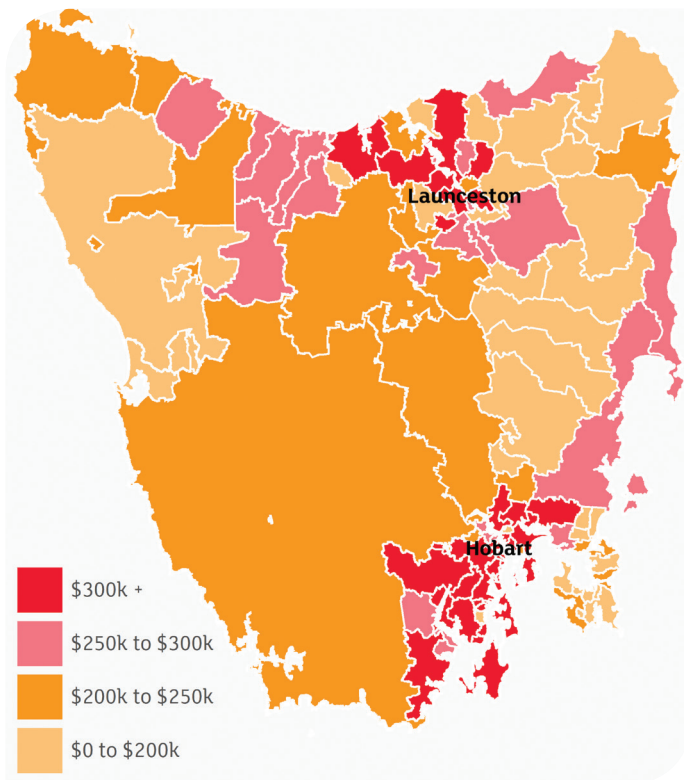 Launceston
Hobart
$300k +
$250k to $300k
$200k to $250k
$0 to $200k